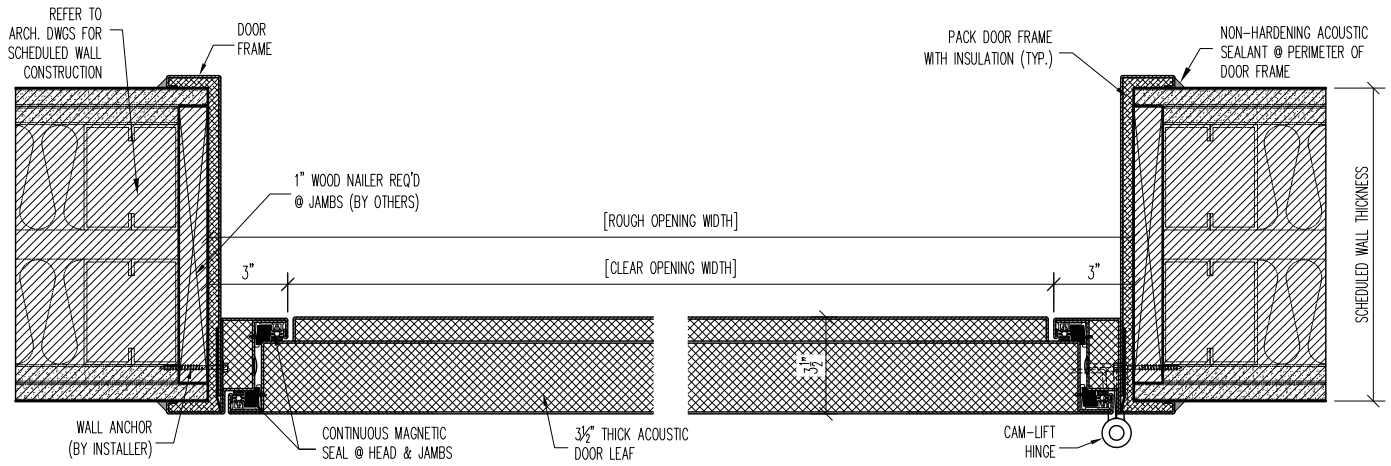 REFER TO
ARCH. DWGS FOR
SCHEDULED WALL
CONSTRUCTION
DOOR
FRAME
PACK DOOR FRAME
WITH INSULATION (TYP.)
NON-HARDENING ACOUSTIC
SEALANT @ PERIMETER OF
DOOR FRAME
1" WOOD NAILER REQ'D
@ JAMBS (BY OTHERS)
[ROUGH OPENING WIDTH]
3"
[CLEAR OPENING WIDTH]
3"
SCHEDULED WALL THICKNESS
3½"
WALL ANCHOR
(BY INSTALLER)
CONTINUOUS MAGNETIC
SEAL @ HEAD & JAMBS
3½" THICK ACOUSTIC
DOOR LEAF
CAM-LIFT
HINGE